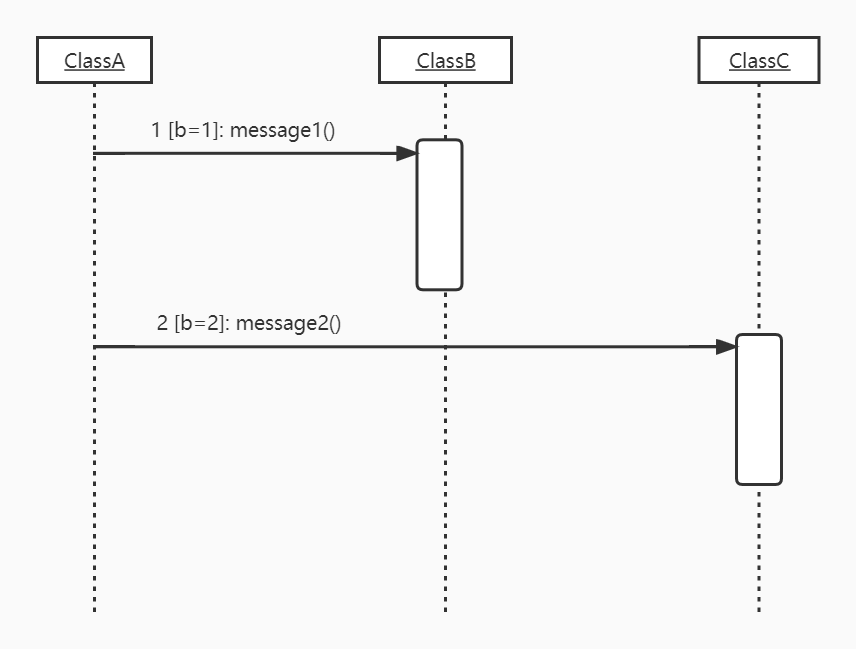 ClassA
ClassB
ClassC
1 [b=1]: message1()
2 [b=2]: message2()